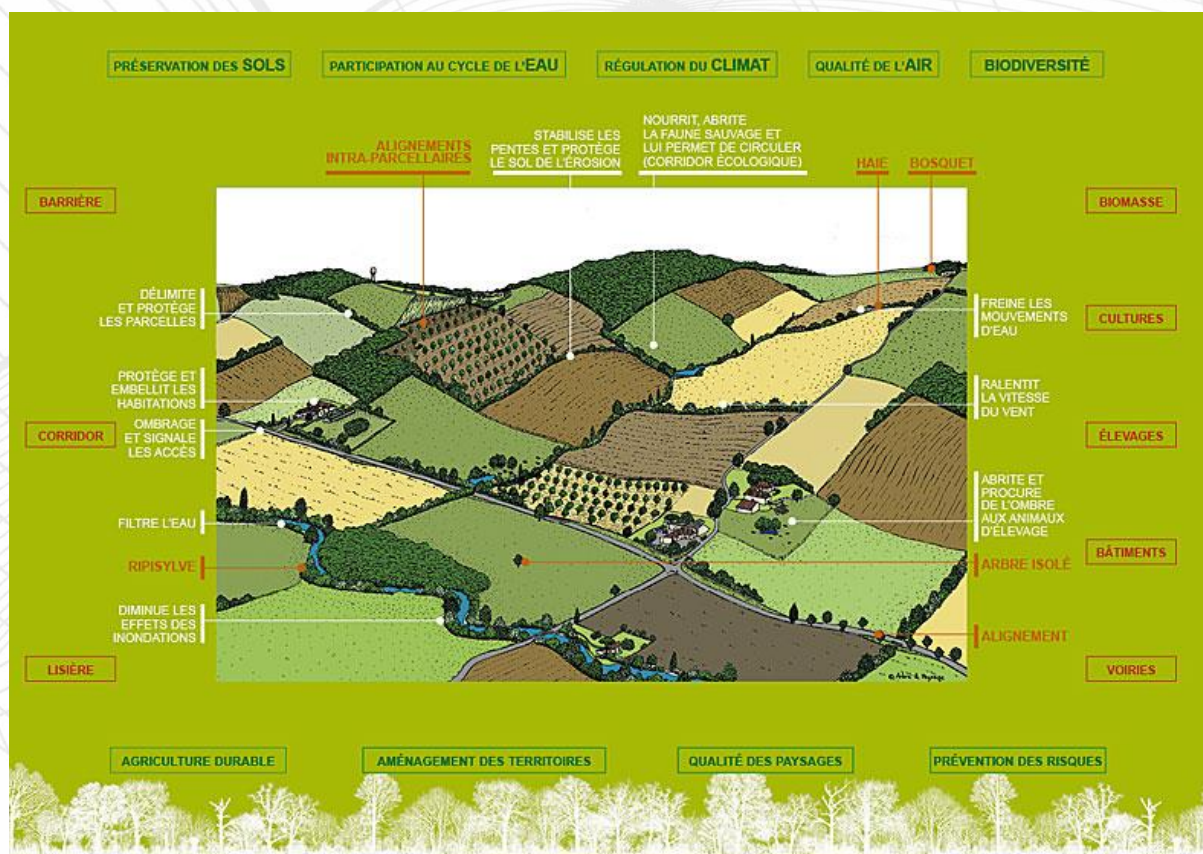 PRÉSERVATION DES SOLS
PARTICIPATION AU CYCLE DE L'EAU
RÉGULATION DU CLIMAT
QUALITÉ DE L'AIR
BIODIVERSITÉ
ALIGNEMENTS
INTRA-PARCELLAIRES
STABILISE LES
PENTES ET PROTÈGE
LE SOL DE L'ÉROSION
NOURRIT, ABRITE
LA FAUNE SAUVAGE ET
LUI PERMET DE CIRCULER
(CORRIDOR ÉCOLOGIQUE)
HAIE
BOSQUET
BARRIÈRE
BIOMASSE
DÉLIMITE
ET PROTÈGE
LES PARCELLES
FREINE LES
MOUVEMENTS
D'EAU
CULTURES
PROTÈGE ET
EMBELLIT LES
HABITATIONS
RALENTIT
LA VITESSE
DU VENT
CORRIDOR
OMBRAGE
ET SIGNALE
LES ACCÈS
ÉLEVAGES
ABRITE ET
PROCURE
DE L'OMBRE
AUX ANIMAUX
D'ÉLEVAGE
FILTRE L'EAU
BÂTIMENTS
RIPISYLVE
ARBRE ISOLÉ
DIMINUE LES
EFFETS DES
INONDATIONS
ALIGNEMENT
LISIÈRE
VOIRIES
© Arbre & Paysage
AGRICULTURE DURABLE
AMÉNAGEMENT DES TERRITOIRES
QUALITÉ DES PAYSAGES
PRÉVENTION DES RISQUES